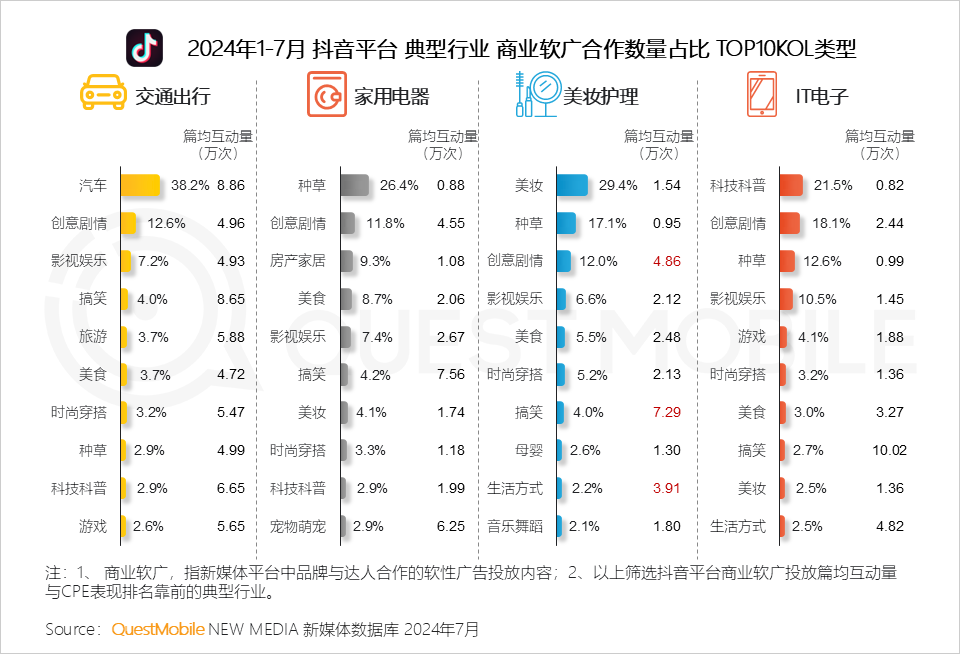 2024年1-7月 抖音平台 典型行业 商业软广合作数量占比 TOP10KOL类型
交通出行
篇均互动量
（万次）
汽车 38.2% 8.86
创意剧情 12.6% 4.96
影视娱乐 7.2% 4.93
搞笑 4.0% 8.65
旅游 3.7% 5.88
美食 3.7% 4.72
时尚穿搭 3.2% 5.47
种草 2.9% 4.99
科技科普 2.9% 6.65
游戏 2.6% 5.65
家用电器
篇均互动量
（万次）
种草 26.4% 0.88
创意剧情 11.8% 4.55
房产家居 9.3% 1.08
美食 8.7% 2.06
影视娱乐 7.4% 2.67
搞笑 4.2% 7.56
美妆 4.1% 1.74
时尚穿搭 3.3% 1.18
科技科普 2.9% 1.99
宠物萌宠 2.9% 6.25
美妆护理
篇均互动量
（万次）
美妆 29.4% 1.54
种草 17.1% 0.95
创意剧情 12.0% 4.86
影视娱乐 6.6% 2.12
美食 5.5% 2.48
时尚穿搭 5.2% 2.13
搞笑 4.0% 7.29
母婴 2.6% 1.30
生活方式 2.2% 3.91
音乐舞蹈 2.1% 1.80
IT电子
篇均互动量
（万次）
科技科普 21.5% 0.82
创意剧情 18.1% 2.44
种草 12.6% 0.99
影视娱乐 10.5% 1.45
游戏 4.1% 1.88
时尚穿搭 3.2% 1.36
美食 3.0% 3.27
搞笑 2.7% 10.02
美妆 2.5% 1.36
生活方式 2.5% 4.82
QUEST MOBILE
注：1、 商业软广，指新媒体平台中品牌与达人合作的软性广告投放内容；2、以上筛选抖音平台商业软广投放篇均互动量
与CPE表现排名靠前的典型行业。
Source：QuestMobile NEW MEDIA 新媒体数据库 2024年7月